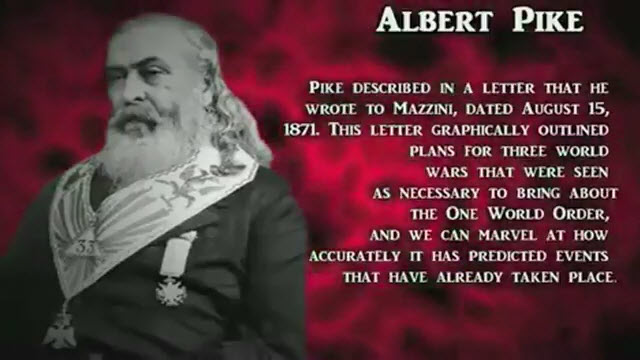 Albert Pike
Pike described in a letter that he
wrote to Mazzini, dated August 15,
1871. This letter graphically outlined
plans for three world
wars that were seen
as necessary to bring about
the One World Order,
and we can marvel at how
accurately it has predicted events
that have already taken place.
33